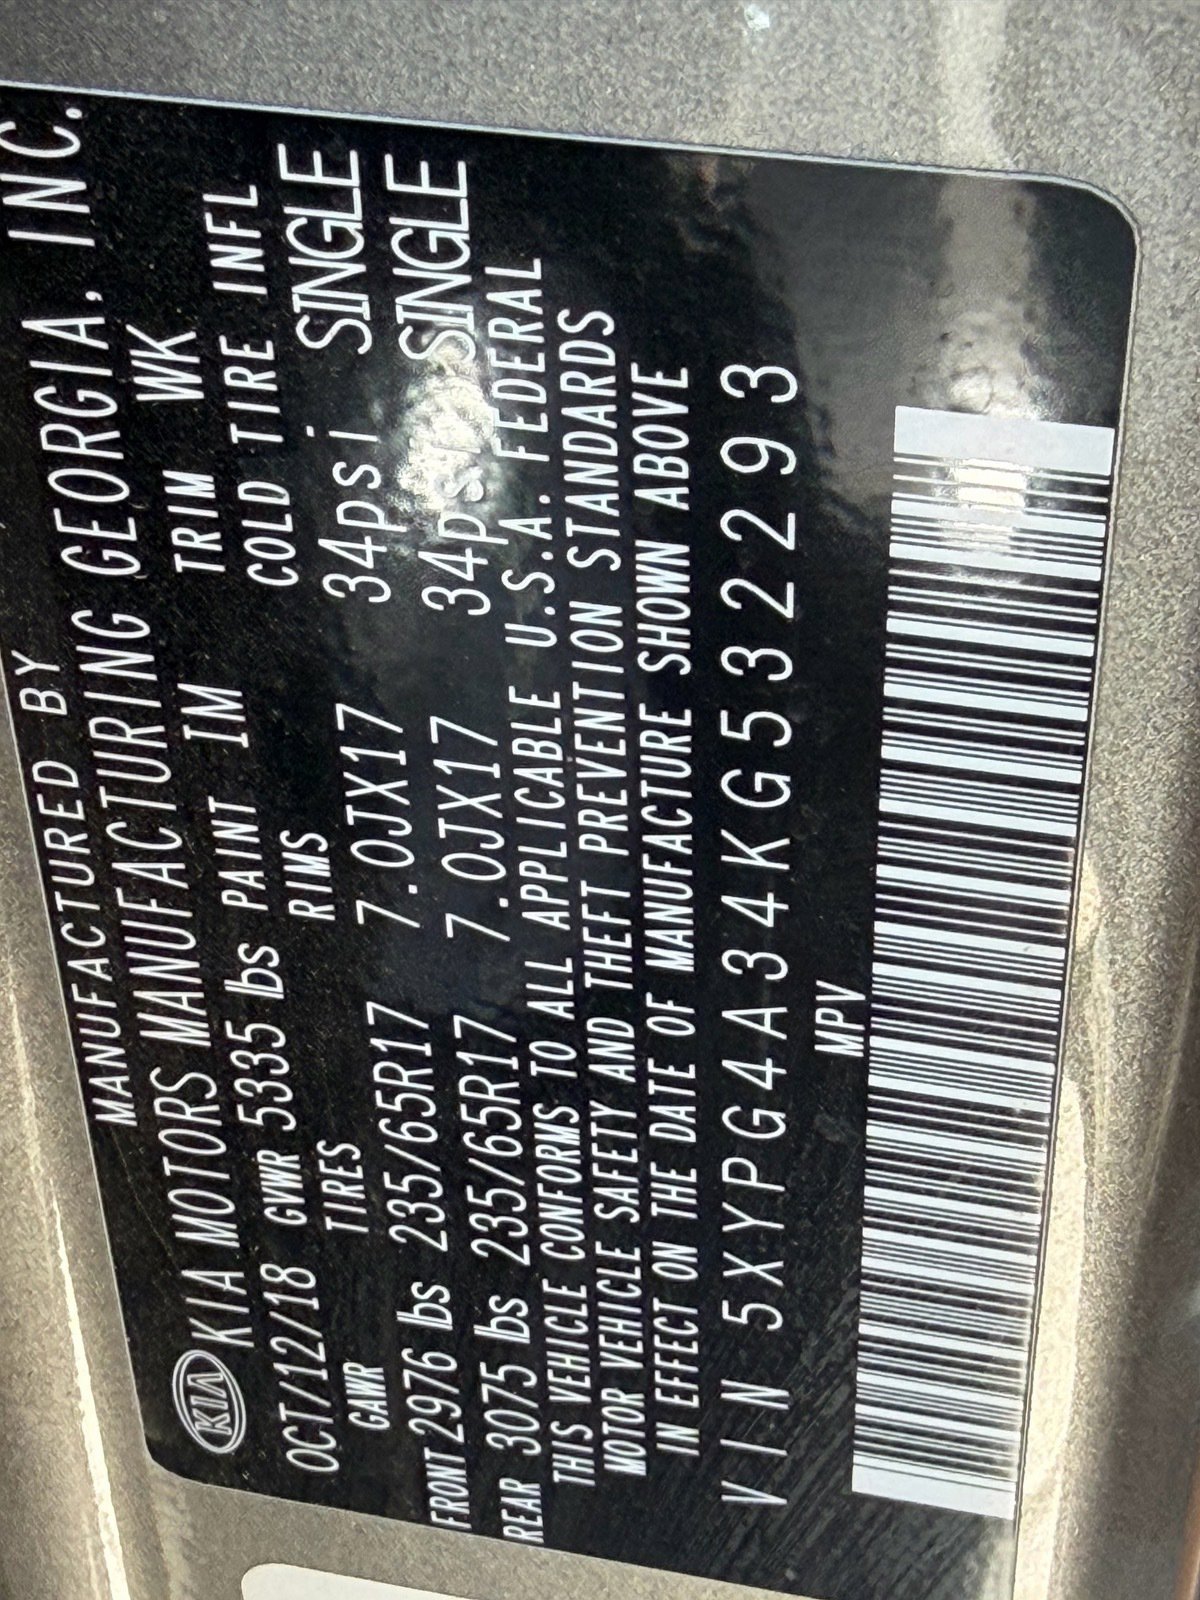 MANUFACTURED BY
KIA KIA MOTORS MANUFACTURING GEORGIA, INC.
OCT/12/18 GVWR 5335 lbs PAINT IM TRIM WK
GAWR TIRES RIMS COLD TIRE INFL
FRONT 2976 lbs 235/65R17 7.0JX17 34psi SINGLE
REAR 3075 lbs 235/65R17 7.0JX17 34psi SINGLE
THIS VEHICLE CONFORMS TO ALL APPLICABLE U.S.A. FEDERAL
MOTOR VEHICLE SAFETY AND THEFT PREVENTION STANDARDS
IN EFFECT ON THE DATE OF MANUFACTURE SHOWN ABOVE
VIN 5XYPG4A34KG532293
MPV